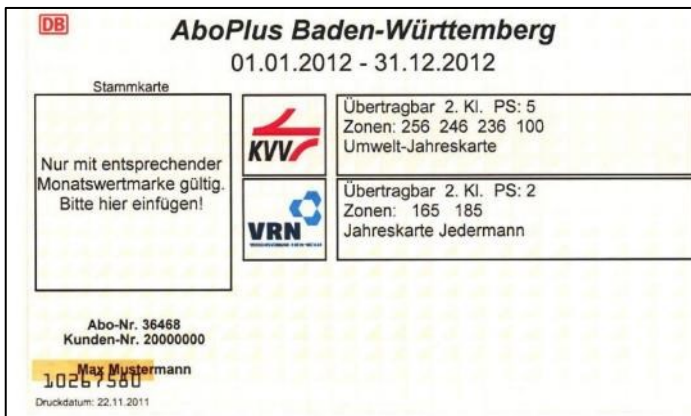 DB
AboPlus Baden-Württemberg
01.01.2012 - 31.12.2012
Stammkarte
Nur mit entsprechender
Monatswertmarke gültig.
Bitte hier einfügen!
KVV
Übertragbar 2. Kl. PS: 5
Zonen: 256 246 236 100
Umwelt-Jahreskarte
VRN
Übertragbar 2. Kl. PS: 2
Zonen: 165 185
Jahreskarte Jedermann
Abo-Nr. 36468
Kunden-Nr. 20000000
Max Mustermann
10267580
Druckdatum: 22.11.2011